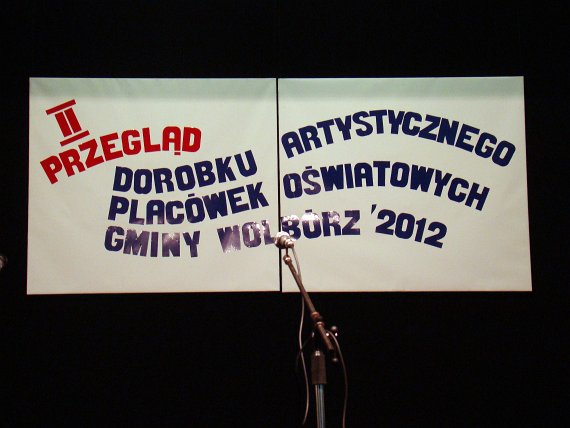 II
PRZEGLĄD
DOROBKU ARTYSTYCZNEGO
PLACÓWEK OŚWIATOWYCH
GMINY WOLBÓRZ '2012